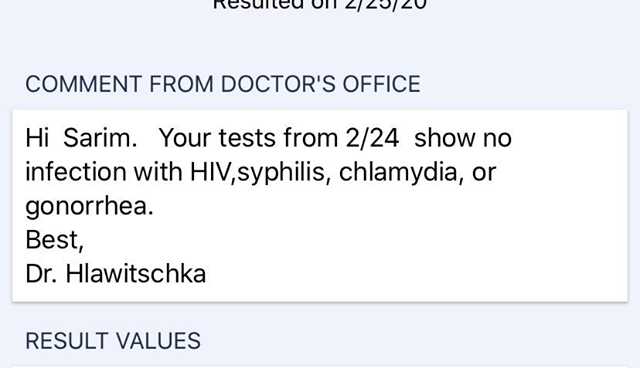 Resulted on 2/25/20
COMMENT FROM DOCTOR'S OFFICE
Hi Sarim. Your tests from 2/24 show no
infection with HIV,syphilis, chlamydia, or
gonorrhea.
Best,
Dr. Hlawitschka
RESULT VALUES